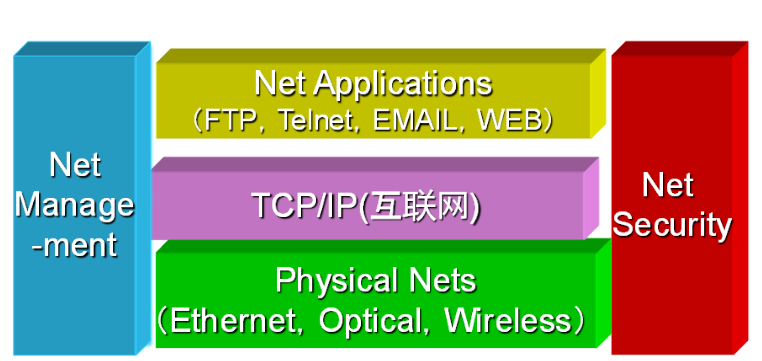 Net
Manage
-ment
Net Applications
（FTP, Telnet, EMAIL, WEB）
TCP/IP(互联网)
Physical Nets
（Ethernet, Optical, Wireless）
Net
Security